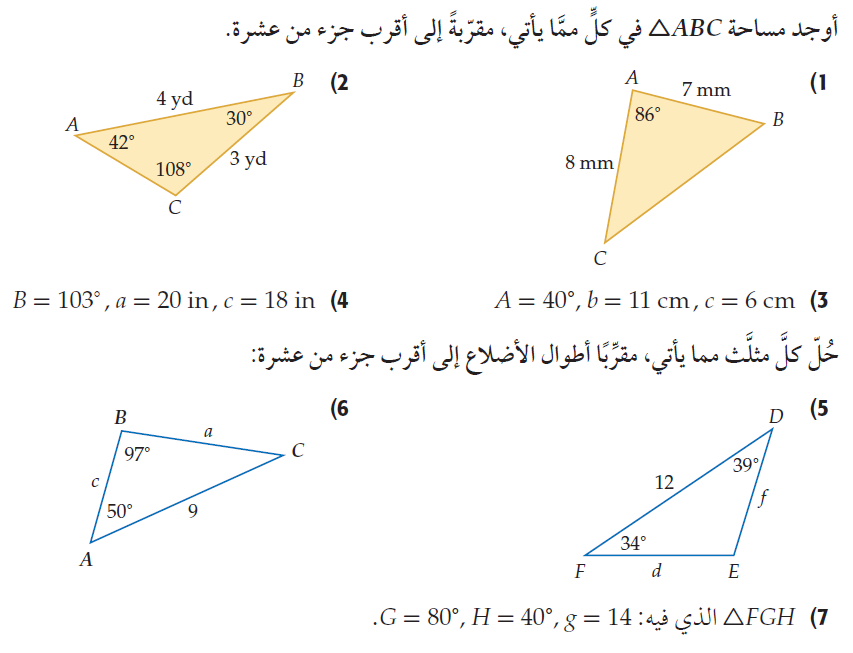 أوجد مساحة △ABC في كلٍّ ممَّا يأتي، مقرّبةً إلى أقرب جزء من عشرة.
(1
A
7 mm
B
86°
8 mm
C
(2
B
4 yd
30°
A
42°
3 yd
108°
C
(3 A = 40°, b = 11 cm, c = 6 cm
(4 B = 103°, a = 20 in, c = 18 in
حُلّ كلَّ مثلَّث مما يأتي، مقرِّبًا أطوال الأضلاع إلى أقرب جزء من عشرة:
(5
D
39°
12
f
34°
F
d
E
(6
B
a
C
97°
c
50°
9
A
(7 △FGH الذي فيه: G = 80°, H = 40°, g = 14.